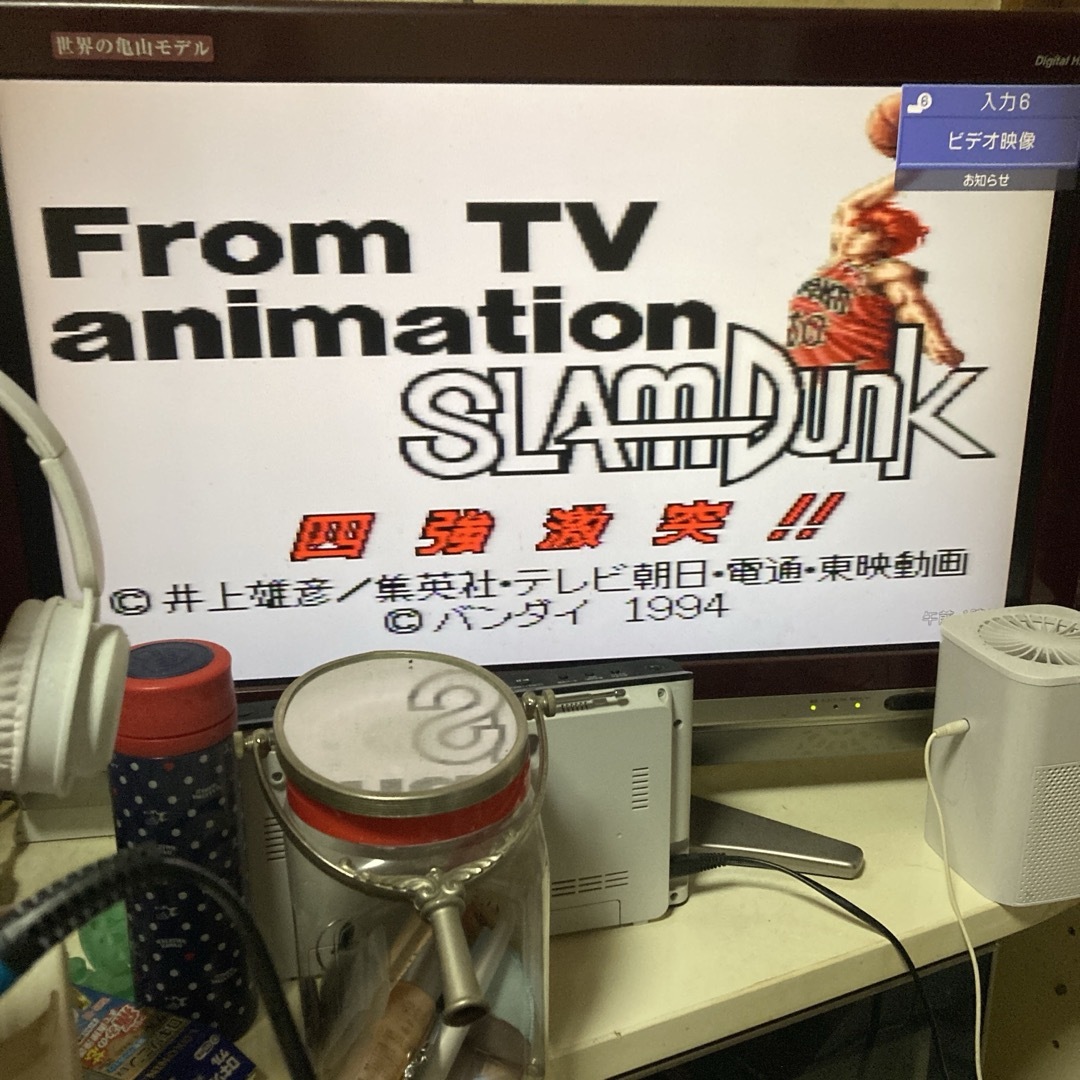 世界の亀山モデル
Digital H
6 入力6
ビデオ映像
お知らせ
From TV
animation
SLAM DUNK
四強激突!!
© 井上雄彦/集英社・テレビ朝日・電通・東映動画
© バンダイ 1994